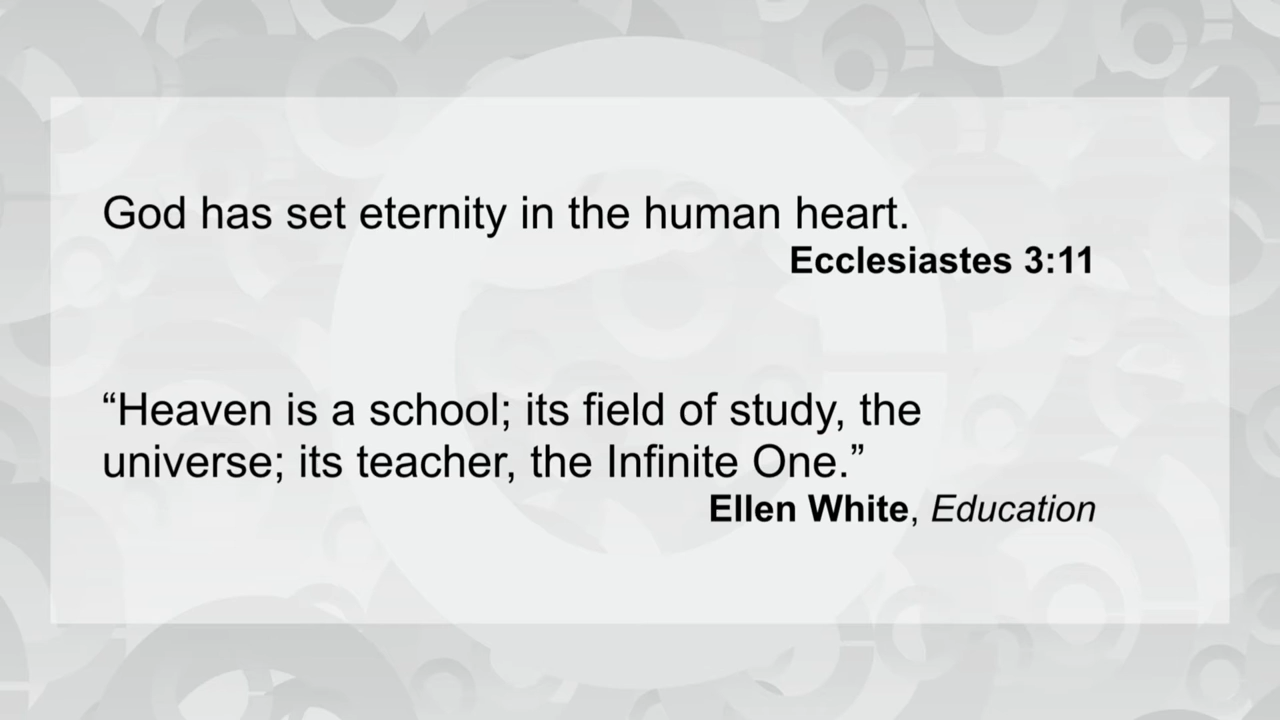 God has set eternity in the human heart.
Ecclesiastes 3:11
“Heaven is a school; its field of study, the
universe; its teacher, the Infinite One.”
Ellen White, Education